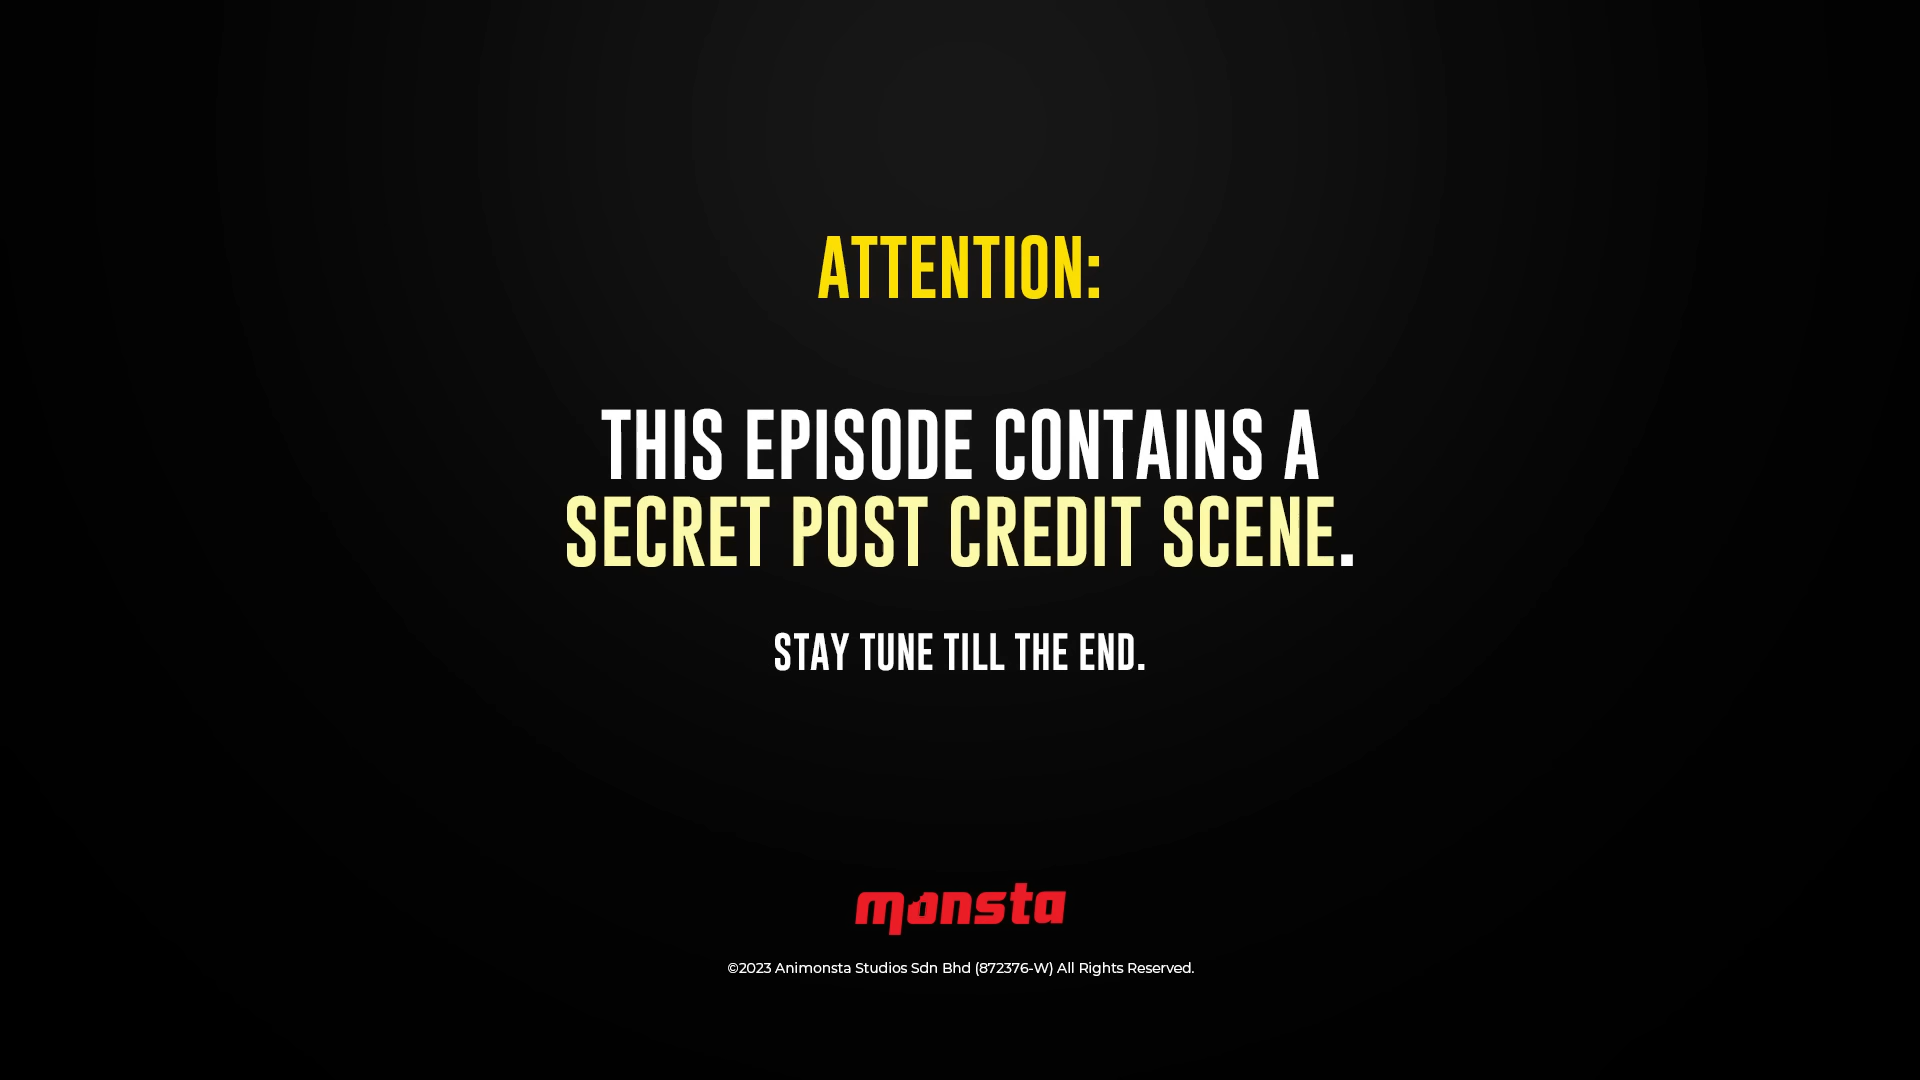 ATTENTION:
THIS EPISODE CONTAINS A
SECRET POST CREDIT SCENE.
STAY TUNE TILL THE END.
monsta
©2023 Animonsta Studios Sdn Bhd (872376-W) All Rights Reserved.